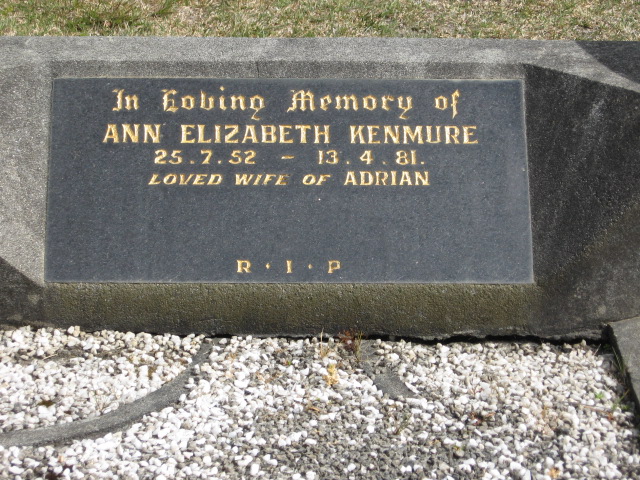 In Loving Memory of
ANN ELIZABETH KENMURE
25.7.52 - 13.4.81.
LOVED WIFE OF ADRIAN
R · I · P